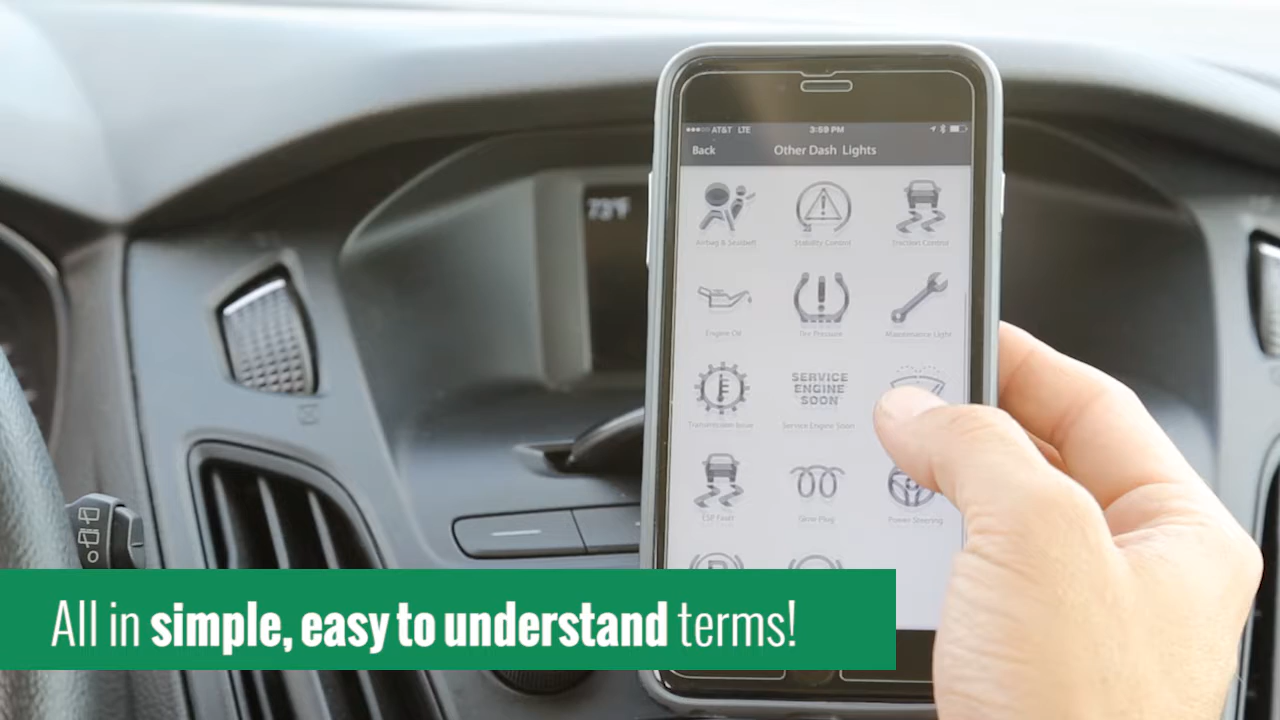 AT&T LTE 3:59 PM
Back Other Dash Lights
73°F
Airbag & Seatbelt Stability Control Traction Control
Engine Oil Tire Pressure Maintenance Light
SERVICE
ENGINE
SOON
Transmission Issue Service Engine Soon
ESP Fault Glow Plug Power Steering
P
All in simple, easy to understand terms!